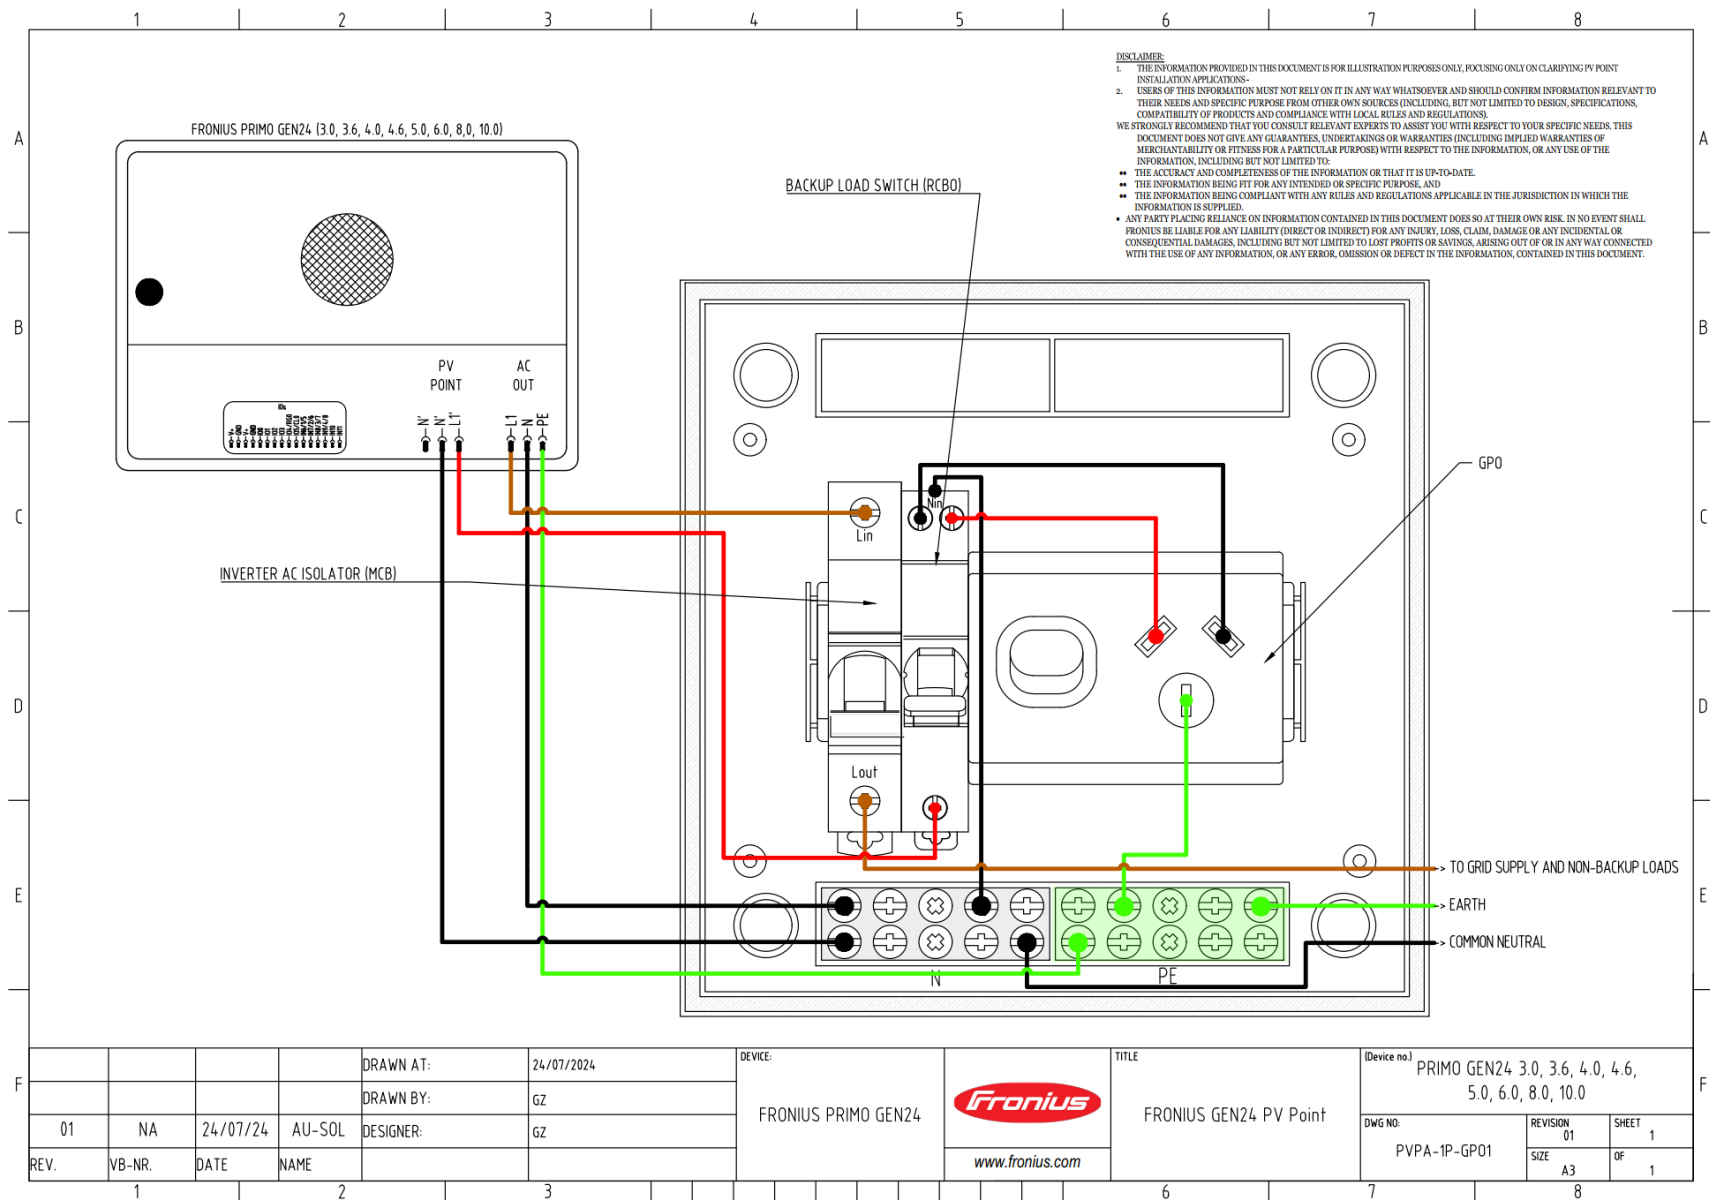 1 2 3 4 5 6 7 8
DISCLAIMER:
1. THE INFORMATION PROVIDED IN THIS DOCUMENT IS FOR ILLUSTRATION PURPOSES ONLY, FOCUSING ONLY ON CLARIFYING PV POINT
INSTALLATION APPLICATIONS-
2. USERS OF THIS INFORMATION MUST NOT RELY ON IT IN ANY WAY WHATSOEVER AND SHOULD CONFIRM INFORMATION RELEVANT TO
THEIR NEEDS AND SPECIFIC PURPOSE FROM OTHER OWN SOURCES (INCLUDING, BUT NOT LIMITED TO DESIGN, SPECIFICATIONS,
COMPATIBILITY OF PRODUCTS AND COMPLIANCE WITH LOCAL RULES AND REGULATIONS).
WE STRONGLY RECOMMEND THAT YOU CONSULT RELEVANT EXPERTS TO ASSIST YOU WITH RESPECT TO YOUR SPECIFIC NEEDS. THIS
DOCUMENT DOES NOT GIVE ANY GUARANTEES, UNDERTAKINGS OR WARRANTIES (INCLUDING IMPLIED WARRANTIES OF
MERCHANTABILITY OR FITNESS FOR A PARTICULAR PURPOSE) WITH RESPECT TO THE INFORMATION, OR ANY USE OF THE
INFORMATION, INCLUDING BUT NOT LIMITED TO:
•• THE ACCURACY AND COMPLETENESS OF THE INFORMATION OR THAT IT IS UP-TO-DATE.
•• THE INFORMATION BEING FIT FOR ANY INTENDED OR SPECIFIC PURPOSE, AND
•• THE INFORMATION BEING COMPLIANT WITH ANY RULES AND REGULATIONS APPLICABLE IN THE JURISDICTION IN WHICH THE
INFORMATION IS SUPPLIED.
• ANY PARTY PLACING RELIANCE ON INFORMATION CONTAINED IN THIS DOCUMENT DOES SO AT THEIR OWN RISK. IN NO EVENT SHALL
FRONIUS BE LIABLE FOR ANY LIABILITY (DIRECT OR INDIRECT) FOR ANY INJURY, LOSS, CLAIM, DAMAGE OR ANY INCIDENTAL OR
CONSEQUENTIAL DAMAGES, INCLUDING BUT NOT LIMITED TO LOST PROFITS OR SAVINGS, ARISING OUT OF OR IN ANY WAY CONNECTED
WITH THE USE OF ANY INFORMATION, OR ANY ERROR, OMISSION OR DEFECT IN THE INFORMATION, CONTAINED IN THIS DOCUMENT.
A A
FRONIUS PRIMO GEN24 (3.0, 3.6, 4.0, 4.6, 5.0, 6.0, 8,0, 10.0)
BACKUP LOAD SWITCH (RCBO)
B B
PV
POINT
AC
OUT
IOs
N' N' L1' L1 N PE
GPO
C C
Nin
Lin
INVERTER AC ISOLATOR (MCB)
D D
Lout
E E
-> TO GRID SUPPLY AND NON-BACKUP LOADS
-> EARTH
-> COMMON NEUTRAL
N PE
F F
DRAWN AT: 24/07/2024
DRAWN BY: GZ
01 NA 24/07/24 AU-SOL DESIGNER: GZ
REV. VB-NR. DATE NAME
DEVICE:
FRONIUS PRIMO GEN24
Fronius
www.fronius.com
TITLE
FRONIUS GEN24 PV Point
(Device no.)
PRIMO GEN24 3.0, 3.6, 4.0, 4.6,
5.0, 6.0, 8.0, 10.0
DWG NO:
PVPA-1P-GPO1
REVISION
01
SHEET
1
SIZE
A3
OF
1
1 2 3 6 7 8